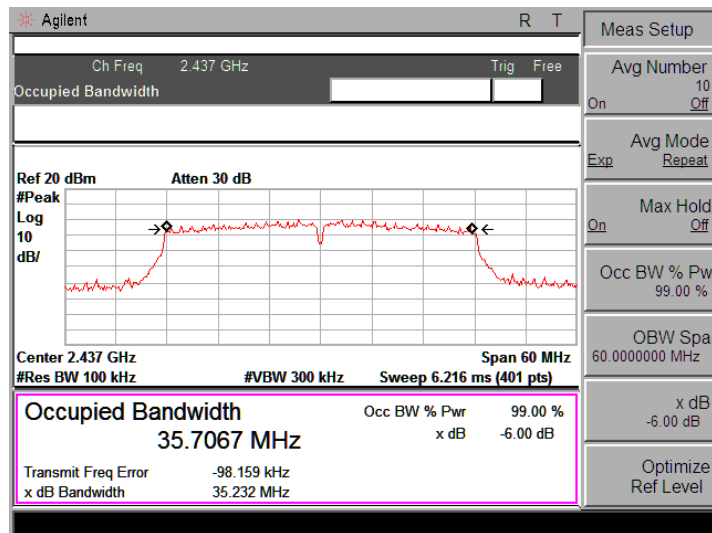 Agilent R T
Ch Freq 2.437 GHz Trig Free
Occupied Bandwidth
Ref 20 dBm Atten 30 dB
#Peak
Log
10
dB/
Center 2.437 GHz Span 60 MHz
#Res BW 100 kHz #VBW 300 kHz Sweep 6.216 ms (401 pts)
Occupied Bandwidth Occ BW % Pwr 99.00 %
35.7067 MHz x dB -6.00 dB
Transmit Freq Error -98.159 kHz
x dB Bandwidth 35.232 MHz
Meas Setup
Avg Number
10
On Off
Avg Mode
Exp Repeat
Max Hold
On Off
Occ BW % Pw
99.00 %
OBW Spa
60.0000000 MHz
x dB
-6.00 dB
Optimize
Ref Level